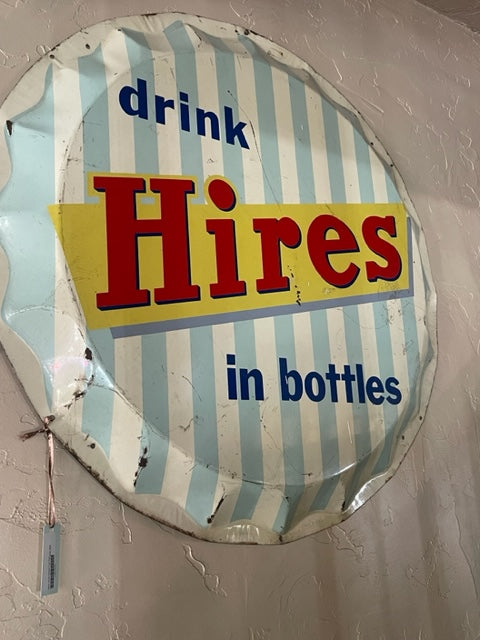 drink
Hires
in bottles